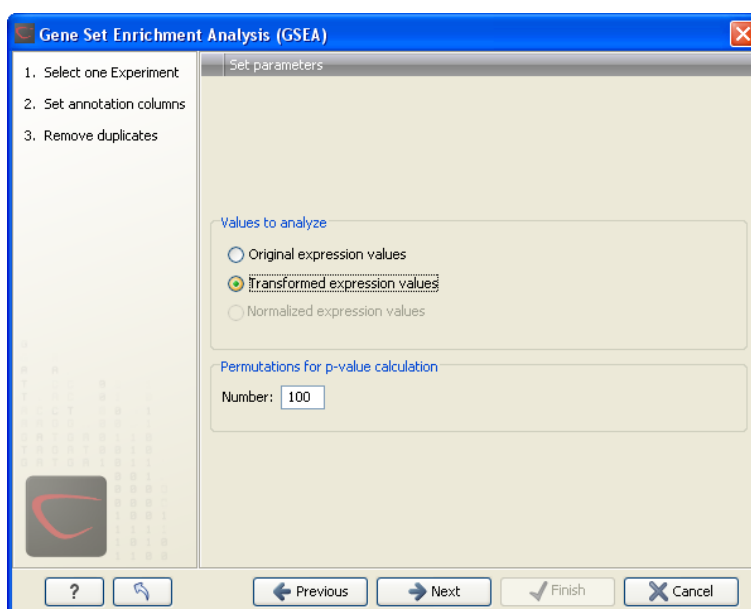 Gene Set Enrichment Analysis (GSEA)
1. Select one Experiment
2. Set annotation columns
3. Remove duplicates
Set parameters
Values to analyze
Original expression values
Transformed expression values
Normalized expression values
Permutations for p-value calculation
Number: 100
? Previous Next Finish Cancel